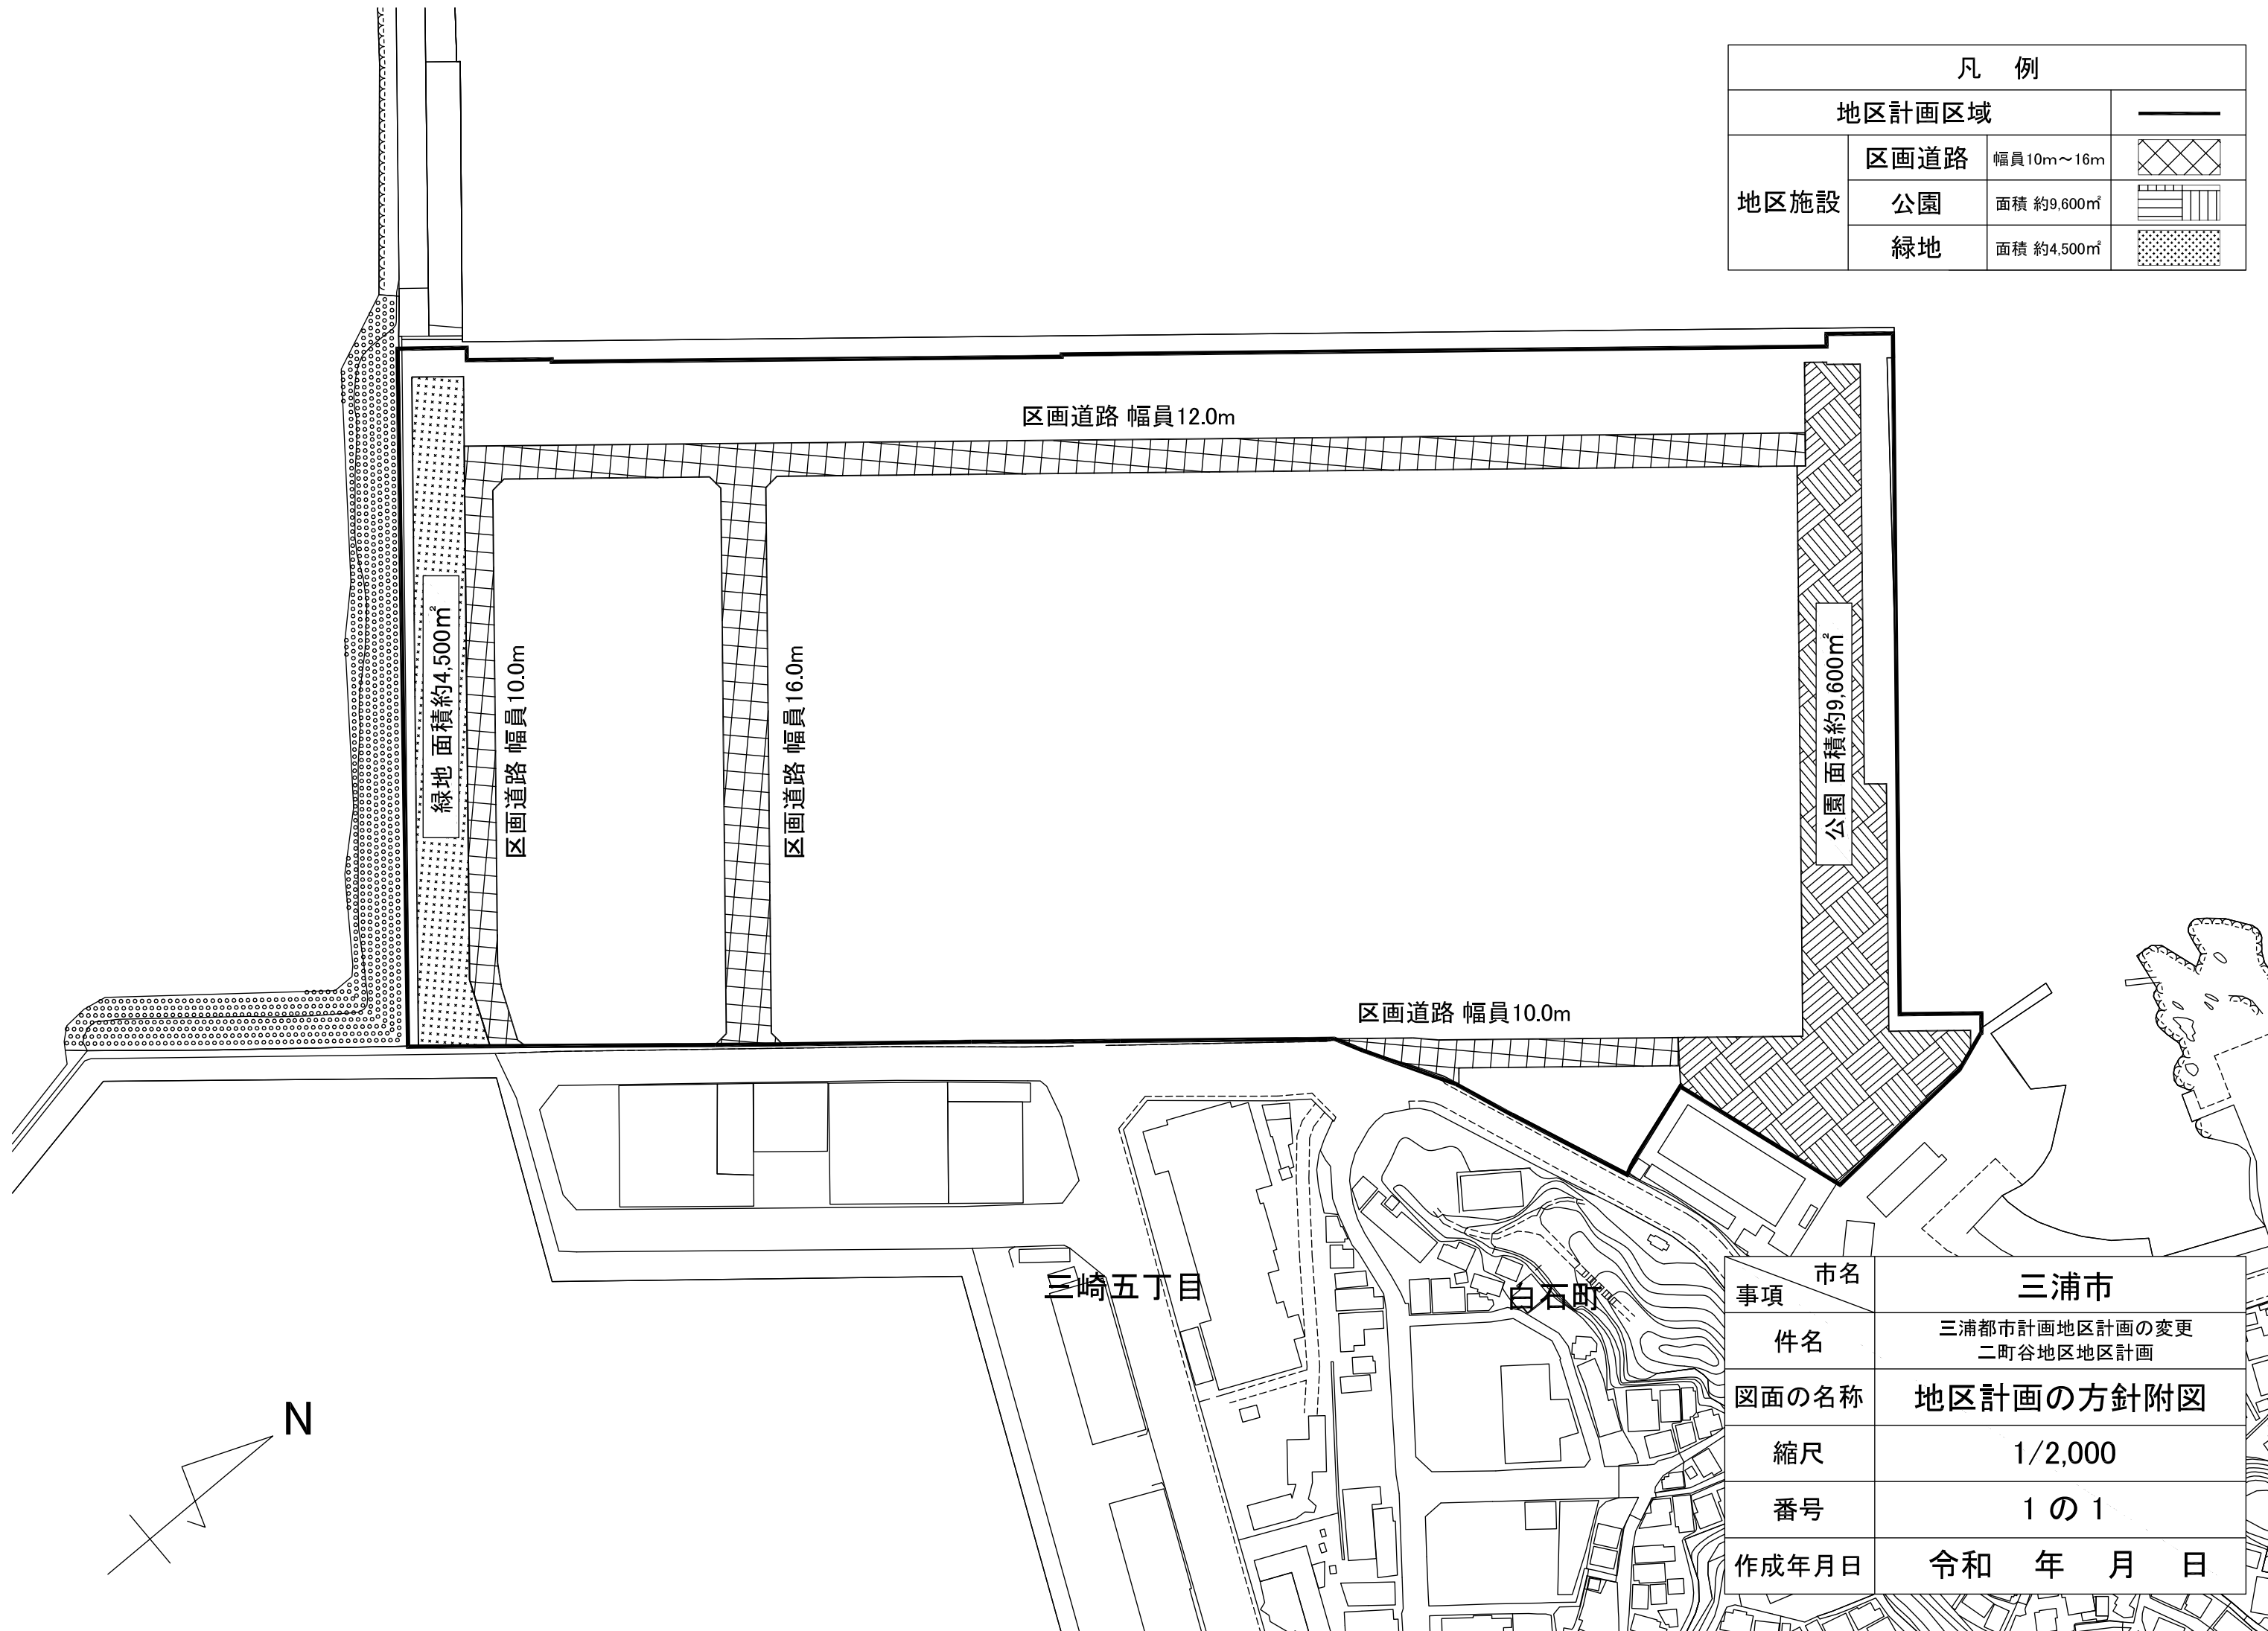 凡 例
地区計画区域
地区施設
区画道路 幅員10m～16m
公園 面積 約9,600㎡
緑地 面積 約4,500㎡
区画道路 幅員12.0m
緑地 面積約4,500㎡
区画道路 幅員10.0m
区画道路 幅員16.0m
公園 面積約9,600㎡
区画道路 幅員10.0m
三崎五丁目
白石町
N
市名
事項
三浦市
件名
三浦都市計画地区計画の変更
二町谷地区地区計画
図面の名称
地区計画の方針附図
縮尺
1/2,000
番号
1 の 1
作成年月日
令和 年 月 日